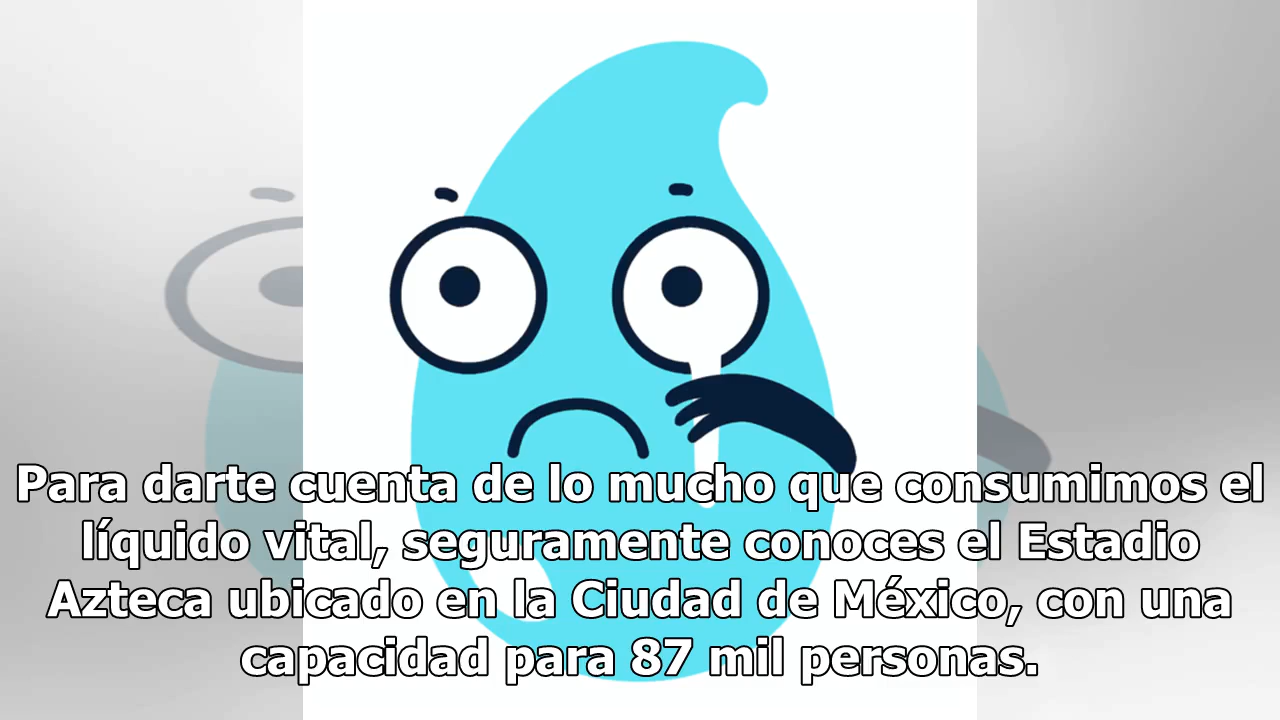 Para darte cuenta de lo mucho que consumimos el
líquido vital, seguramente conoces el Estadio
Azteca ubicado en la Ciudad de México, con una
capacidad para 87 mil personas.